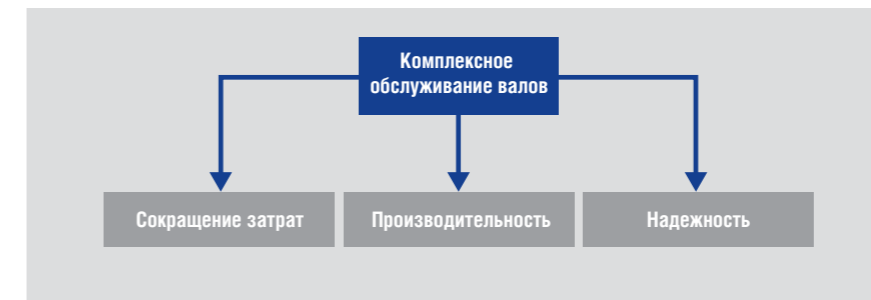 Комплексное
обслуживание валов
Сокращение затрат
Производительность
Надежность